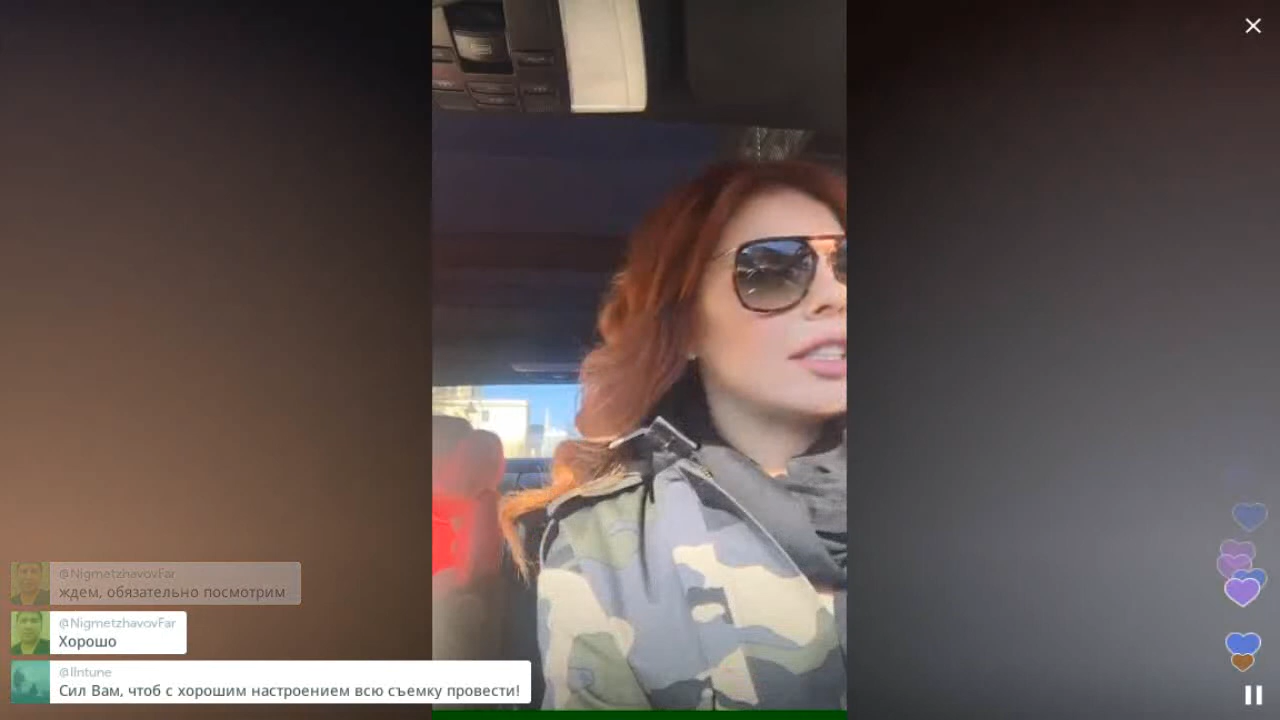 @NigmetzhavovFar
ждем, обязательно посмотрим
@NigmetzhavovFar
Хорошо
@llntune
Сил Вам, чтоб с хорошим настроением всю съемку провести!